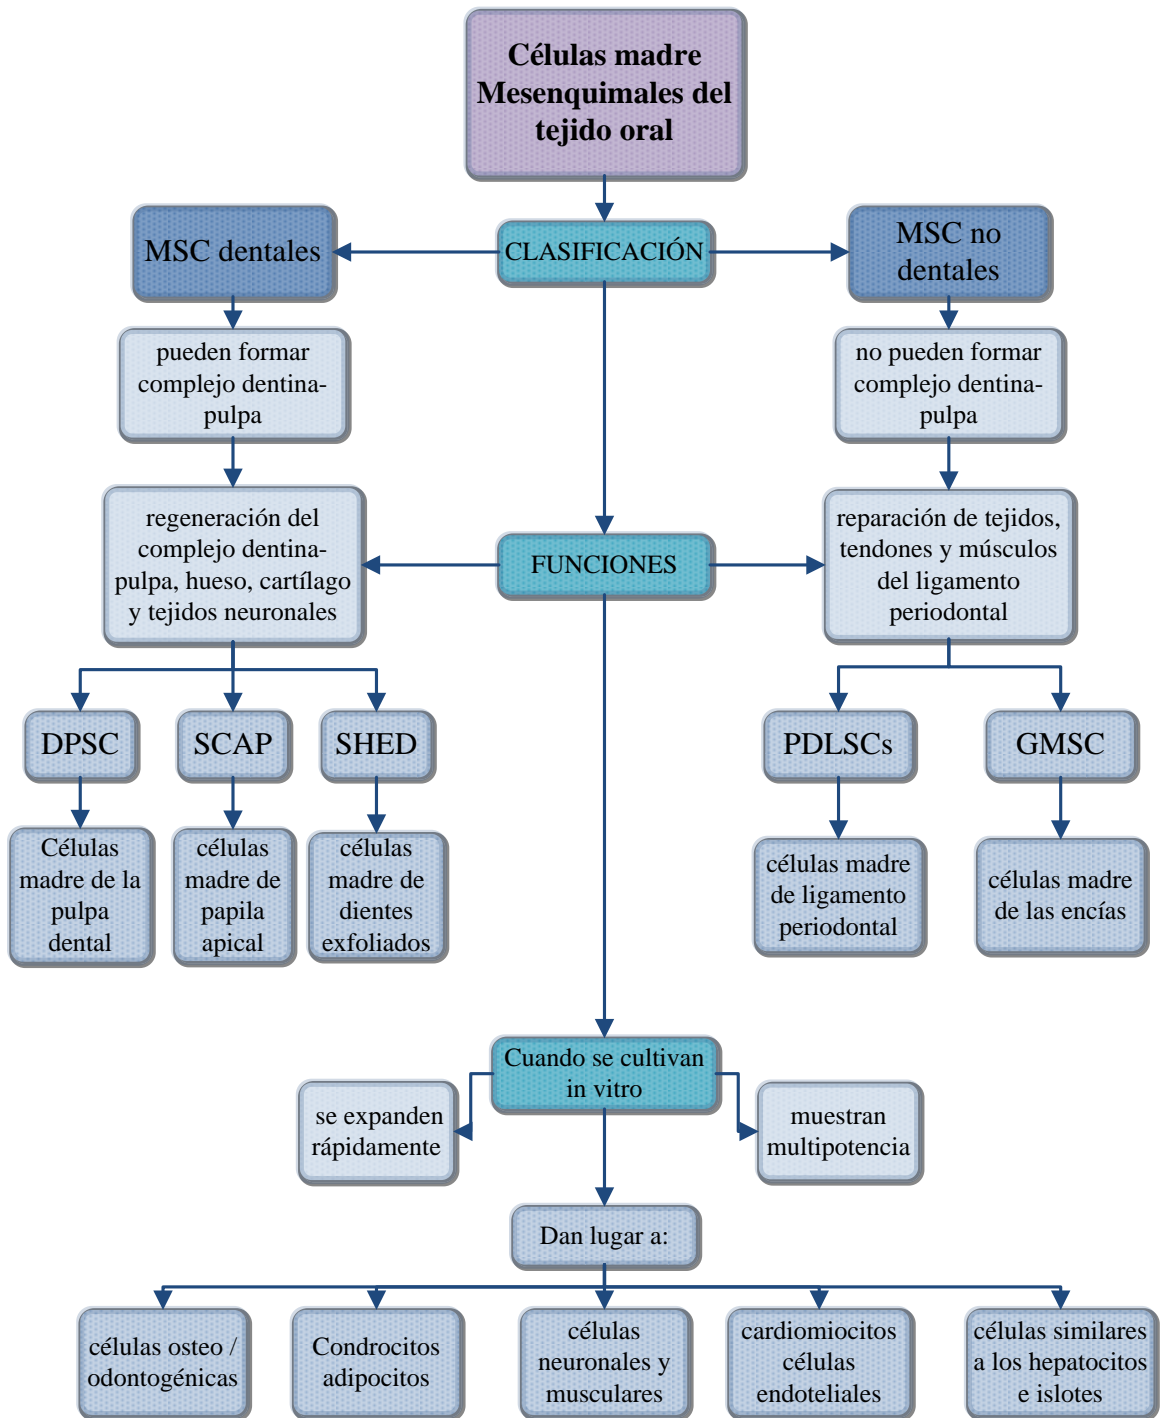 Células madre
Mesenquimales del
tejido oral
MSC dentales
CLASIFICACIÓN
MSC no
dentales
pueden formar
complejo dentina-
pulpa
no pueden formar
complejo dentina-
pulpa
regeneración del
complejo dentina-
pulpa, hueso, cartílago
y tejidos neuronales
FUNCIONES
reparación de tejidos,
tendones y músculos
del ligamento
periodontal
DPSC
SCAP
SHED
PDLSCs
GMSC
Células
madre de la
pulpa
dental
células
madre de
papila
apical
células
madre de
dientes
exfoliados
células madre
de ligamento
periodontal
células madre
de las encías
Cuando se cultivan
in vitro
se expanden
rápidamente
muestran
multipotencia
Dan lugar a:
células osteo /
odontogénicas
Condrocitos
adipocitos
células
neuronales y
musculares
cardiomiocitos
células
endoteliales
células similares
a los hepatocitos
e islotes